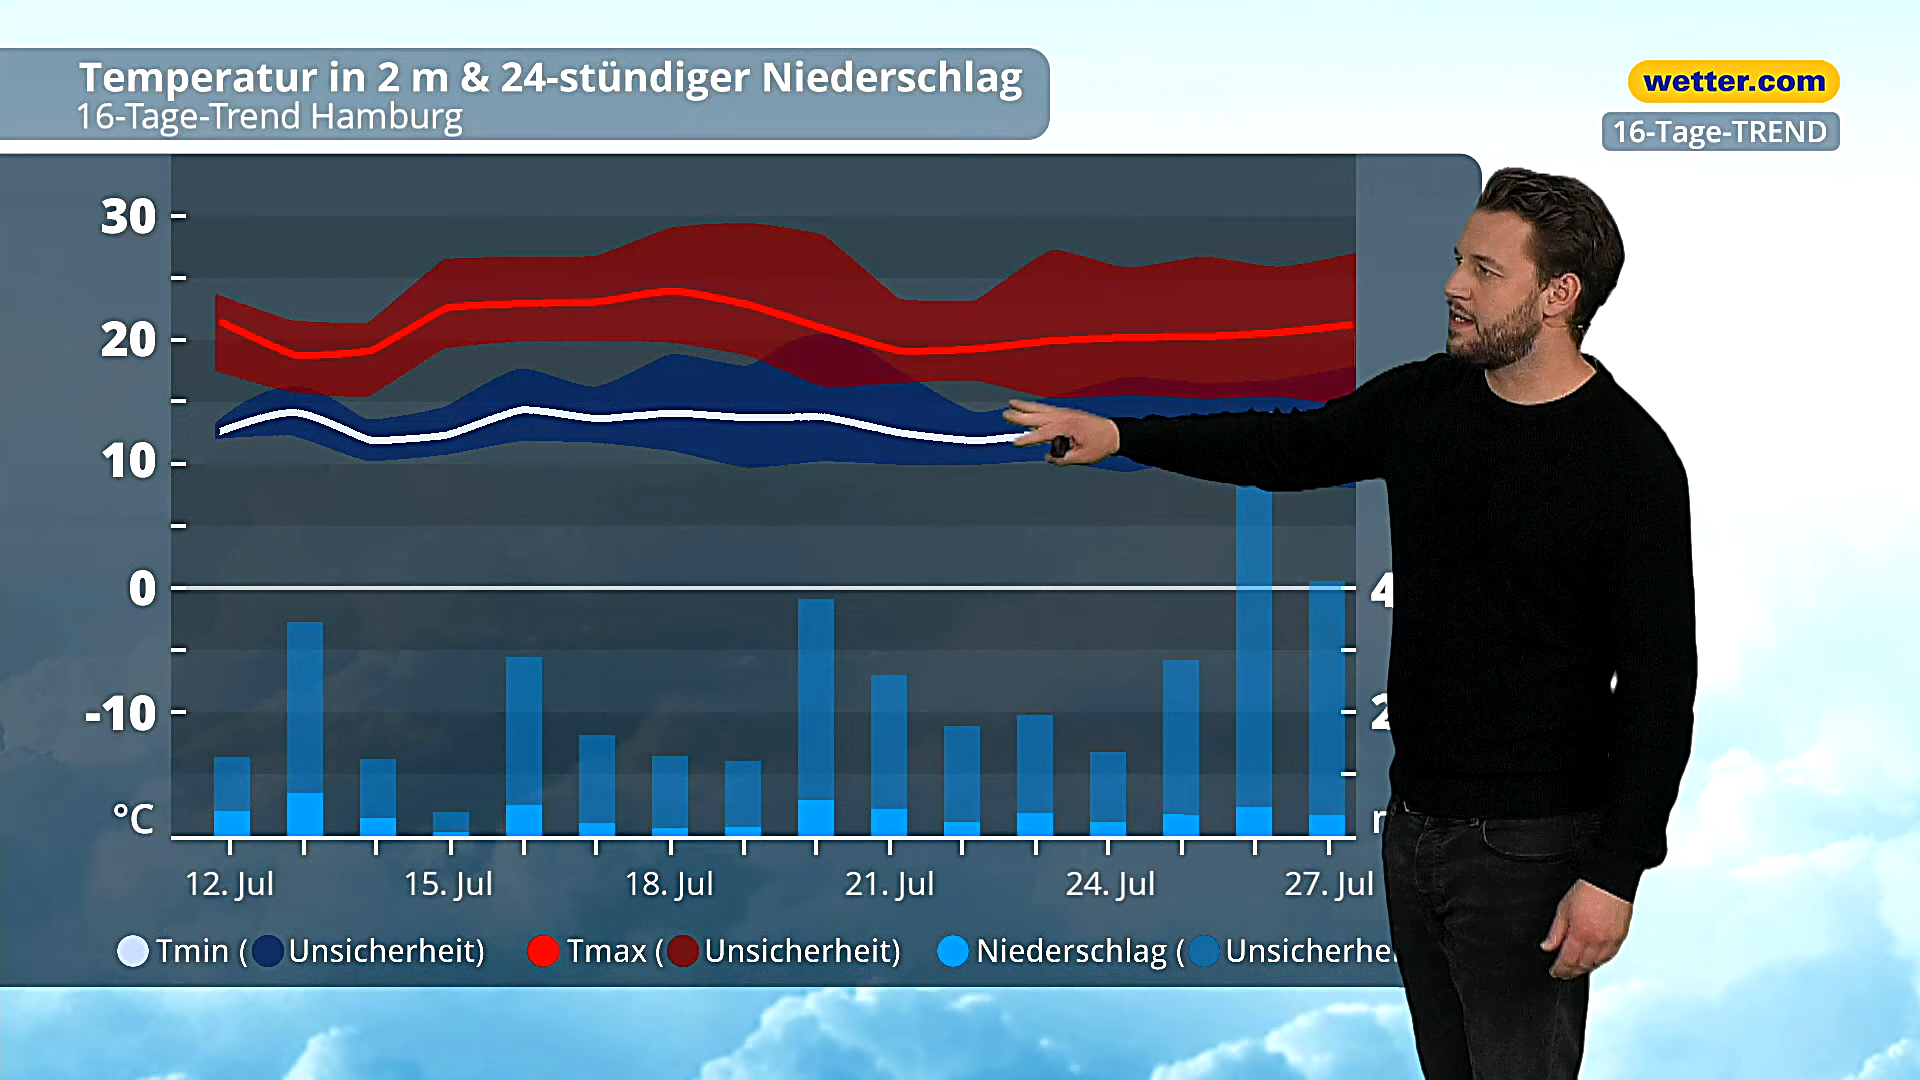 Temperatur in 2 m & 24-stündiger Niederschlag
16-Tage-Trend Hamburg
wetter.com
16-Tage-TREND
30
20
10
0
-10
°C
4
2
12. Jul 15. Jul 18. Jul 21. Jul 24. Jul 27. Jul
Tmin ( Unsicherheit) Tmax ( Unsicherheit) Niederschlag ( Unsicherhe